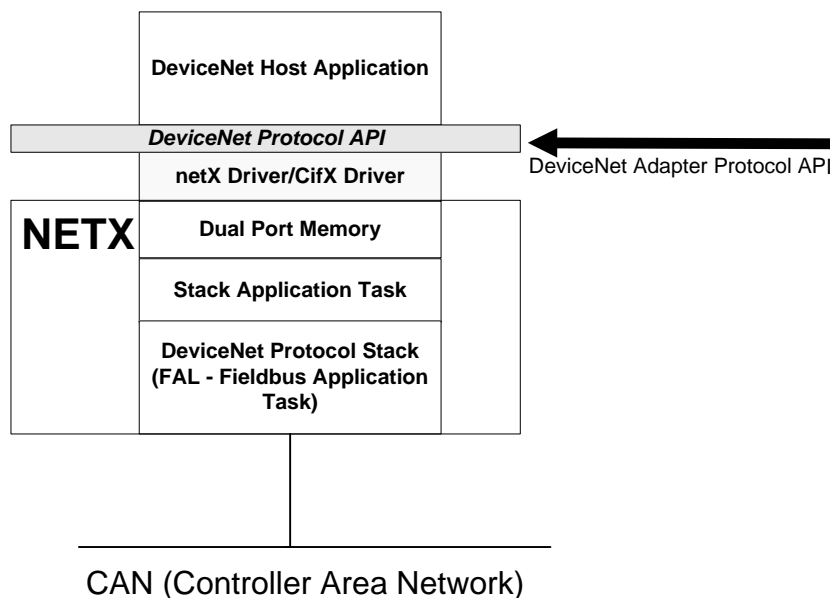 DeviceNet Host Application
DeviceNet Protocol API
DeviceNet Adapter Protocol API
netX Driver/CifX Driver
NETX
Dual Port Memory
Stack Application Task
DeviceNet Protocol Stack
(FAL - Fieldbus Application
Task)
CAN (Controller Area Network)